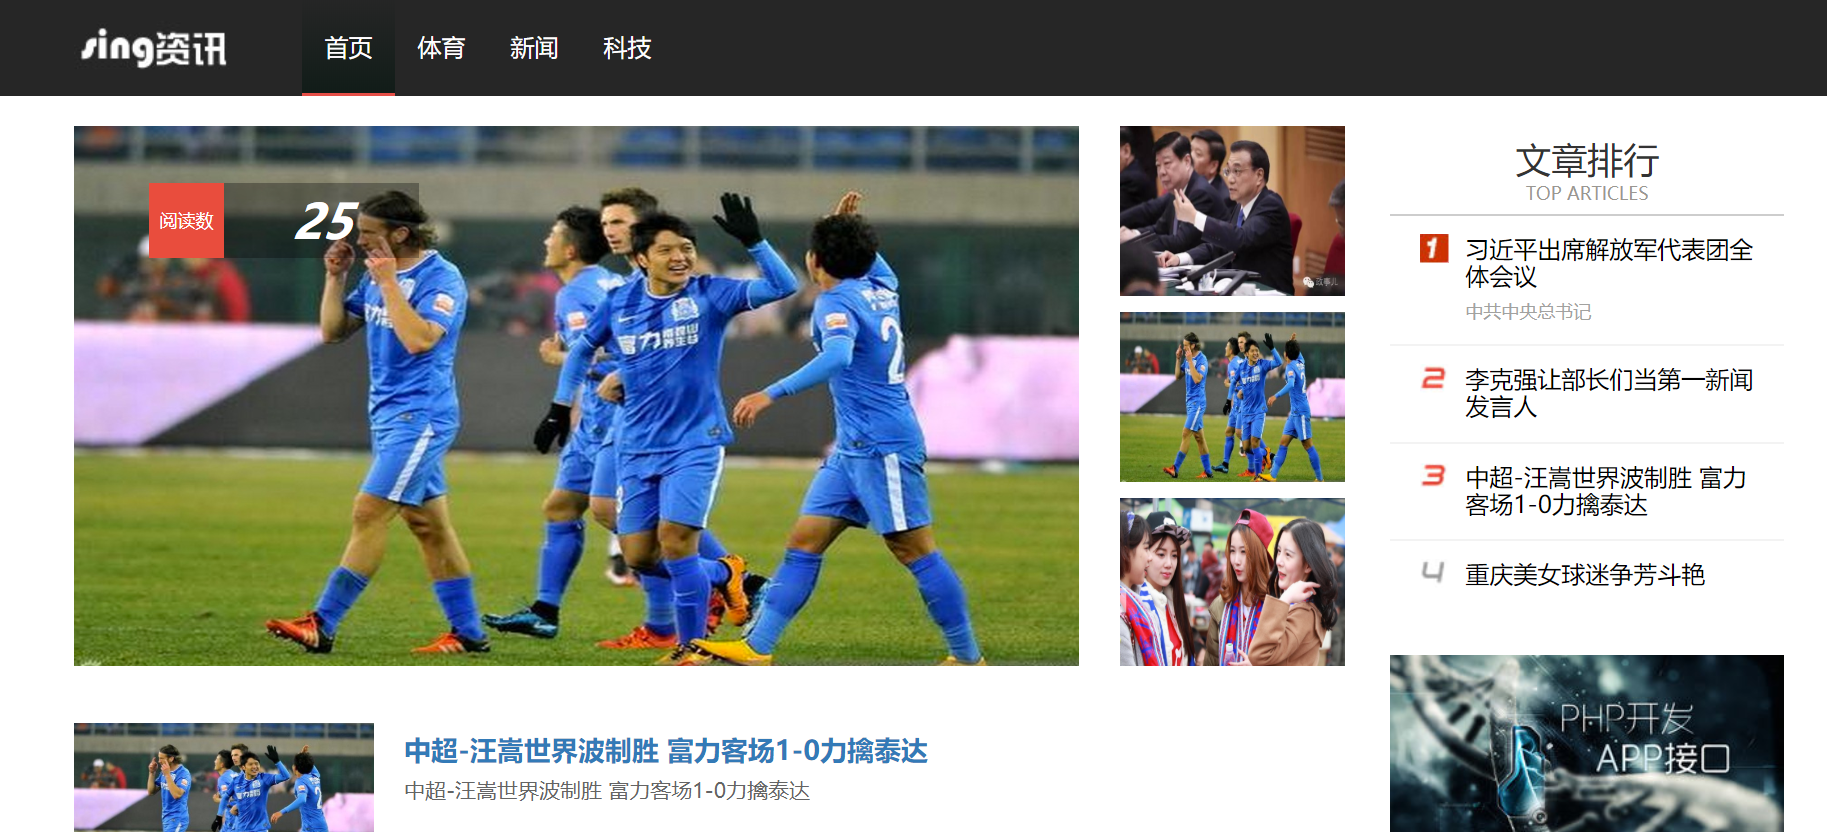 sing资讯
首页
体育
新闻
科技
阅读数
25
富力
2
政事儿
文章排行
TOP ARTICLES
1
习近平出席解放军代表团全
体会议
中共中央总书记
2
李克强让部长们当第一新闻
发言人
3
中超-汪嵩世界波制胜 富力
客场1-0力擒泰达
4
重庆美女球迷争芳斗艳
中超-汪嵩世界波制胜 富力客场1-0力擒泰达
中超-汪嵩世界波制胜 富力客场1-0力擒泰达
PHP开发
APP接口